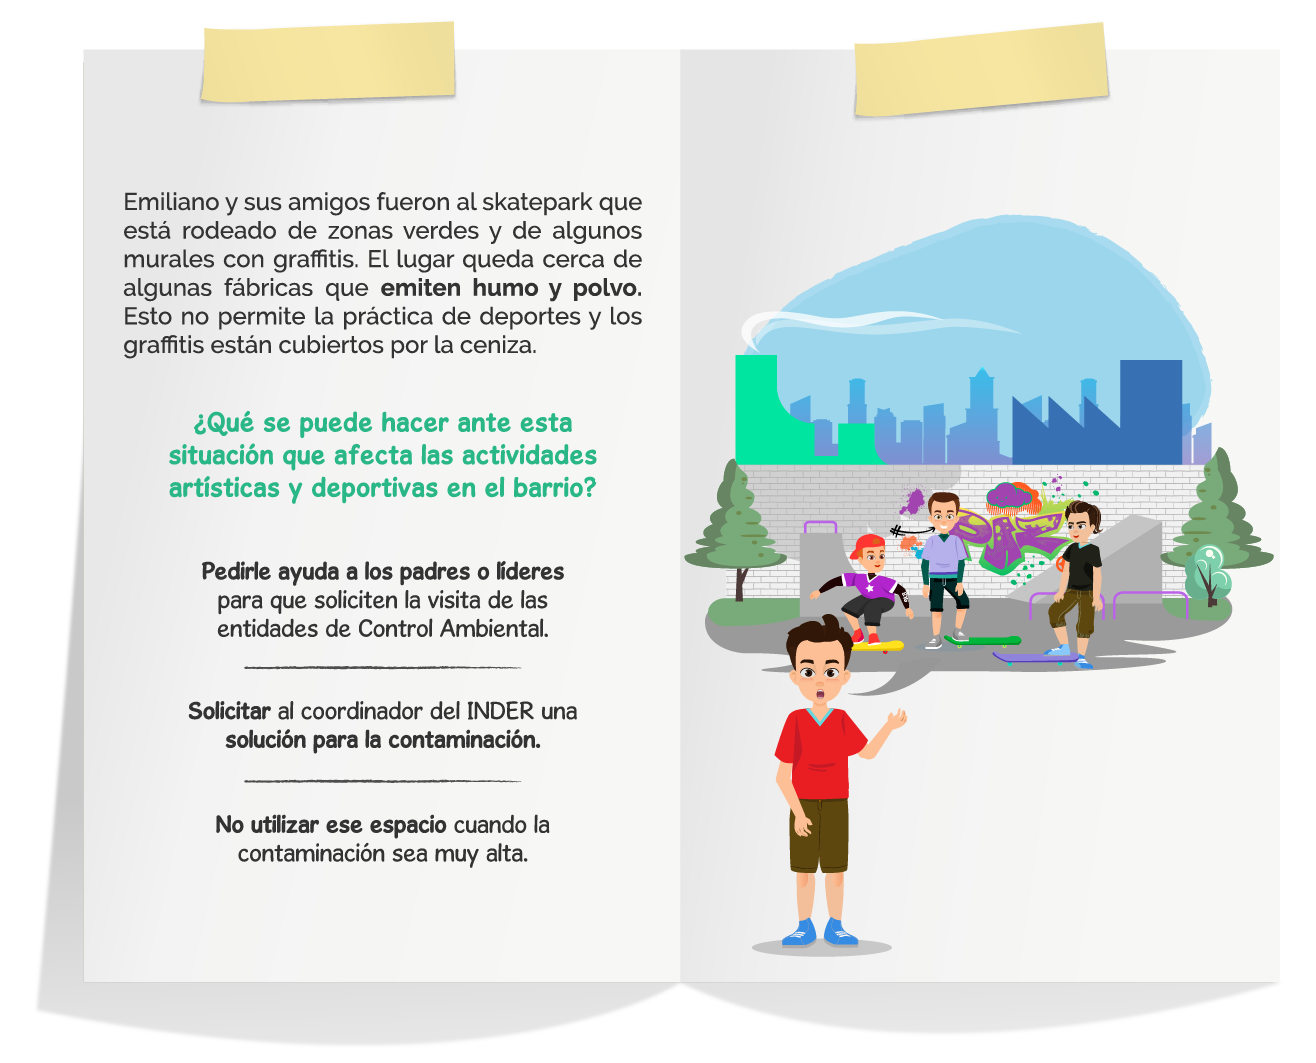 Emiliano y sus amigos fueron al skatepark que
está rodeado de zonas verdes y de algunos
murales con graffitis. El lugar queda cerca de
algunas fábricas que emiten humo y polvo.
Esto no permite la práctica de deportes y los
graffitis están cubiertos por la ceniza.
¿Qué se puede hacer ante esta
situación que afecta las actividades
artísticas y deportivas en el barrio?
Pedirle ayuda a los padres o líderes
para que soliciten la visita de las
entidades de Control Ambiental.
Solicitar al coordinador del INDER una
solución para la contaminación.
No utilizar ese espacio cuando la
contaminación sea muy alta.